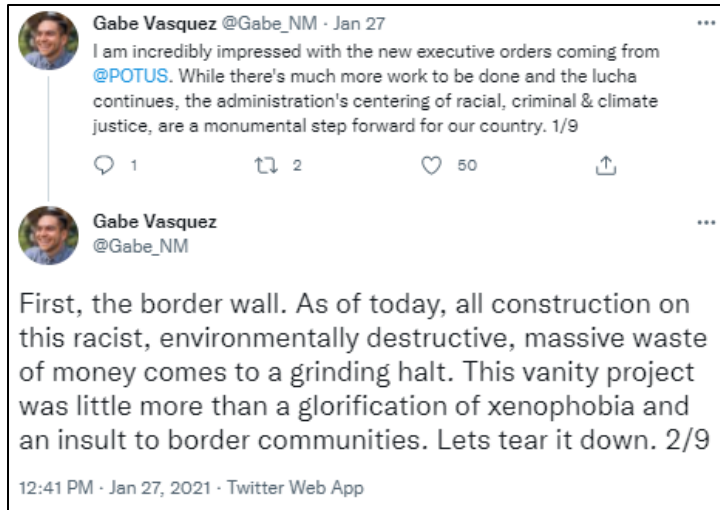 Gabe Vasquez @Gabe_NM · Jan 27
I am incredibly impressed with the new executive orders coming from
@POTUS. While there's much more work to be done and the lucha
continues, the administration's centering of racial, criminal & climate
justice, are a monumental step forward for our country. 1/9
1 2 50
Gabe Vasquez
@Gabe_NM
First, the border wall. As of today, all construction on
this racist, environmentally destructive, massive waste
of money comes to a grinding halt. This vanity project
was little more than a glorification of xenophobia and
an insult to border communities. Lets tear it down. 2/9
12:41 PM · Jan 27, 2021 · Twitter Web App